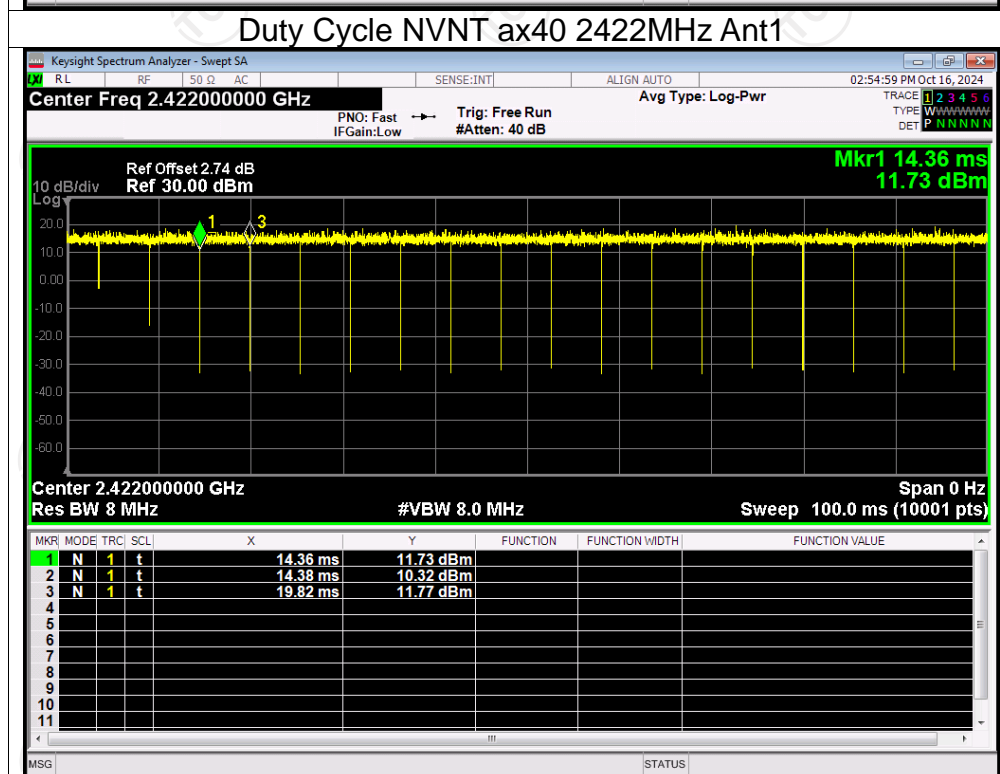 Duty Cycle NVNT ax40 2422MHz Ant1
Keysight Spectrum Analyzer - Swept SA
LXI RL RF 50 Ω AC SENSE:INT ALIGN AUTO 02:54:59 PM Oct 16, 2024
Center Freq 2.422000000 GHz Avg Type: Log-Pwr TRACE 1 2 3 4 5 6
PNO: Fast Trig: Free Run TYPE W W W W W W
IFGain:Low #Atten: 40 dB DET P N N N N N
Mkr1 14.36 ms
Ref Offset 2.74 dB
10 dB/div Ref 30.00 dBm 11.73 dBm
Log
1 3
20.0
10.0
0.00
-10.0
-20.0
-30.0
-40.0
-50.0
-60.0
Center 2.422000000 GHz Span 0 Hz
Res BW 8 MHz #VBW 8.0 MHz Sweep 100.0 ms (10001 pts)
MKR MODE TRC SCL X Y FUNCTION FUNCTION WIDTH FUNCTION VALUE
1 N 1 t 14.36 ms 11.73 dBm
2 N 1 t 14.38 ms 10.32 dBm
3 N 1 t 19.82 ms 11.77 dBm
4
5
6
7
8
9
10
11
MSG STATUS